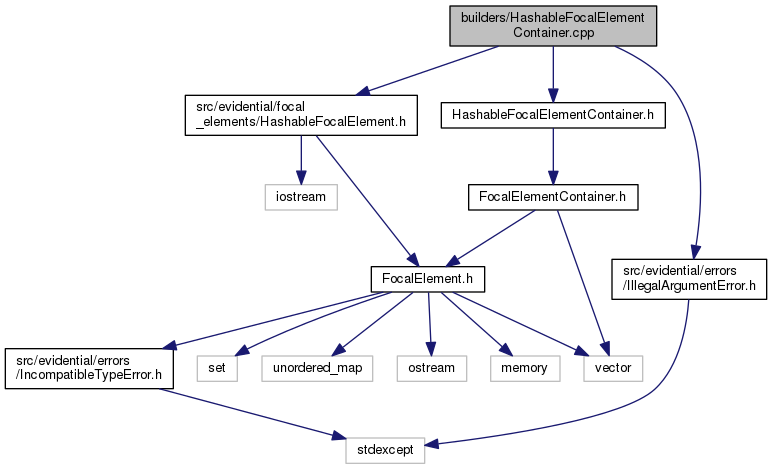 builders/HashableFocalElement
Container.cpp
src/evidential/focal
_elements/HashableFocalElement.h
HashableFocalElementContainer.h
iostream
FocalElementContainer.h
FocalElement.h
src/evidential/errors
/IllegalArgumentError.h
src/evidential/errors
/IncompatibleTypeError.h
set
unordered_map
ostream
memory
vector
stdexcept